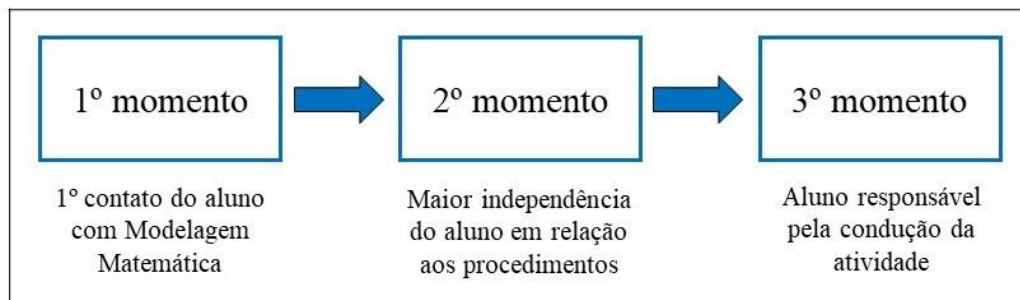 1º momento
2º momento
3º momento
1º contato do aluno
com Modelagem
Matemática
Maior independência
do aluno em relação
aos procedimentos
Aluno responsável
pela condução da
atividade